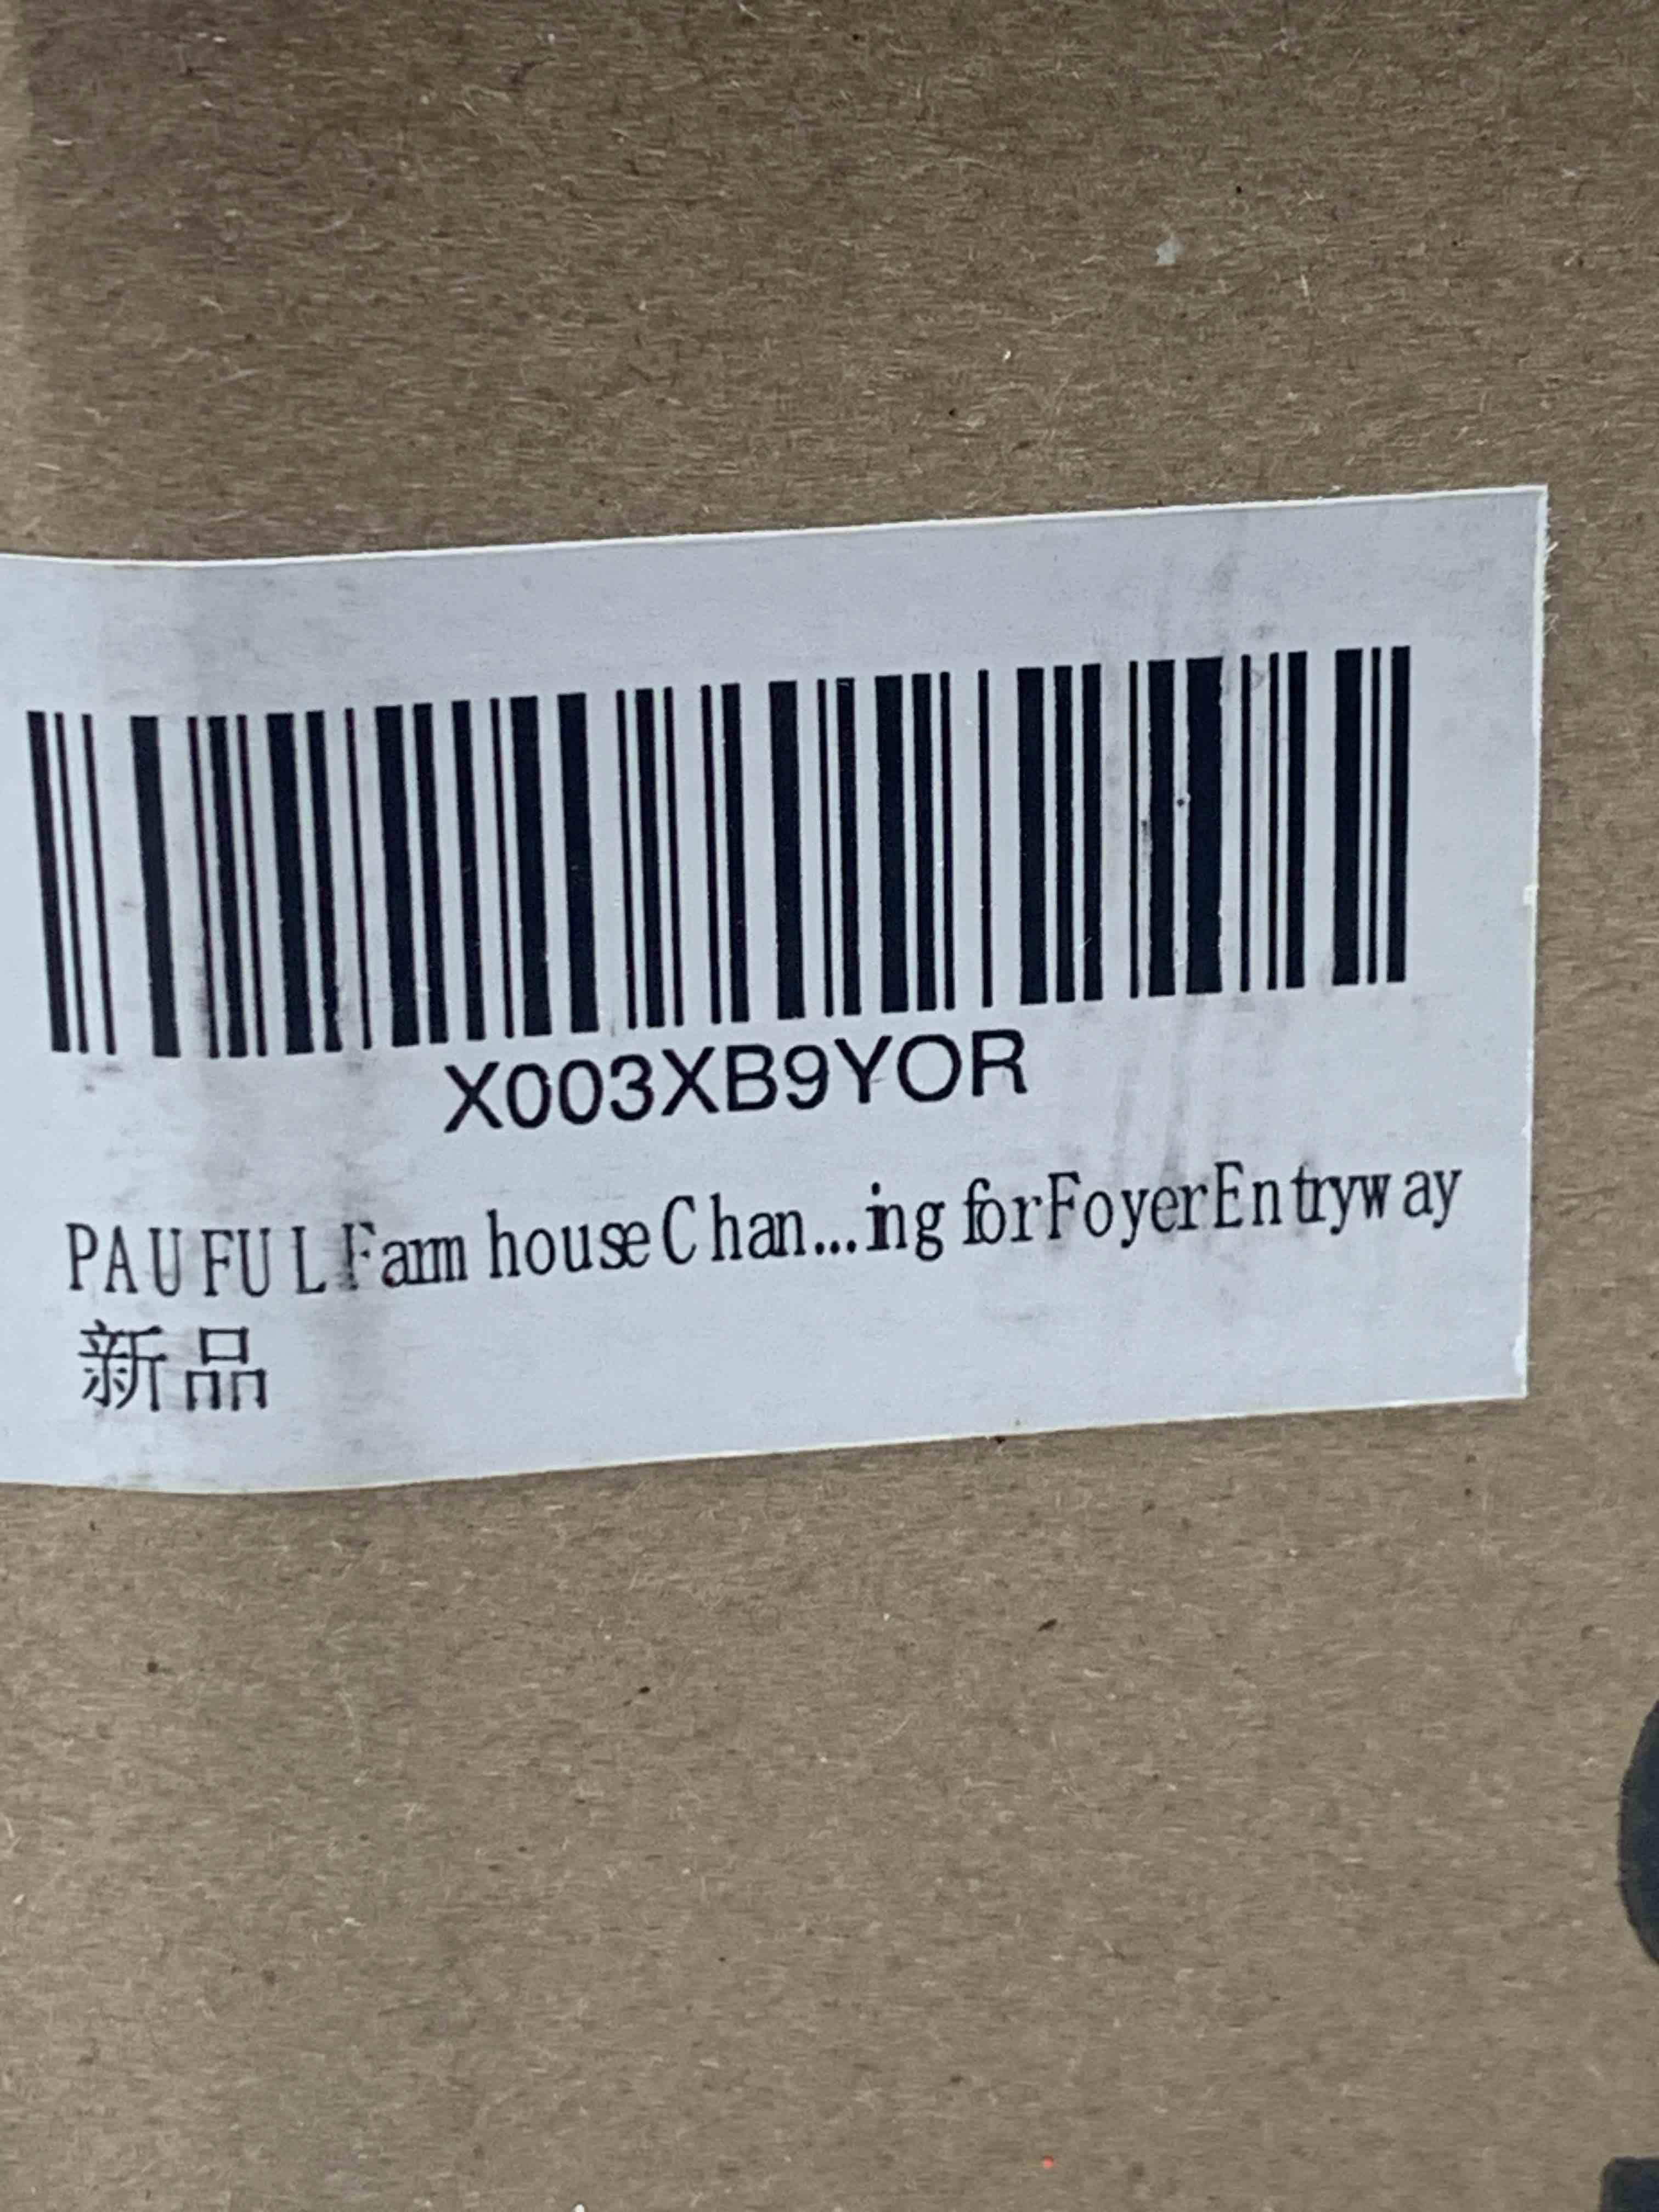 X003XB9YOR
PAUFUL Farmhouse Chan...ing for Foyer Entryway
新品